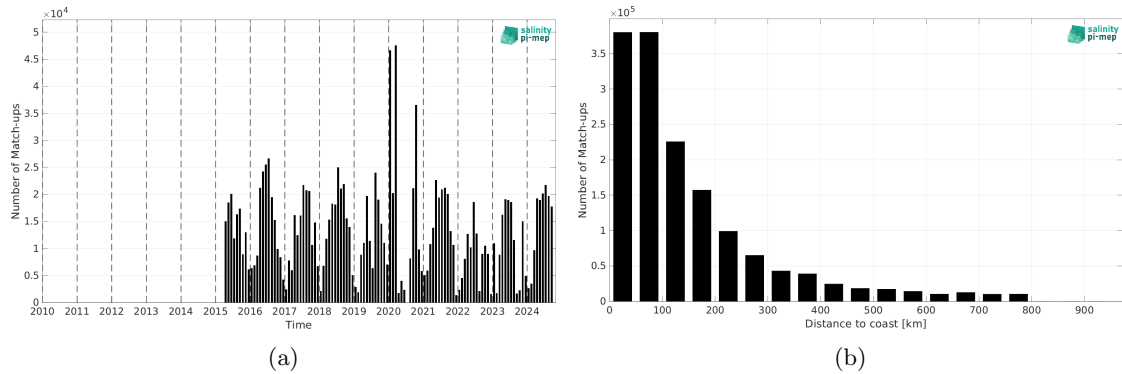 ×10⁴
5
4.5
4
3.5
3
2.5
2
1.5
1
0.5
0
Number of Match-ups
2010 2011 2012 2013 2014 2015 2016 2017 2018 2019 2020 2021 2022 2023 2024
Time
salinity
pi-mep
(a)
×10⁵
3.5
3
2.5
2
1.5
1
0.5
0
Number of Match-ups
0 100 200 300 400 500 600 700 800 900
Distance to coast [km]
salinity
pi-mep
(b)